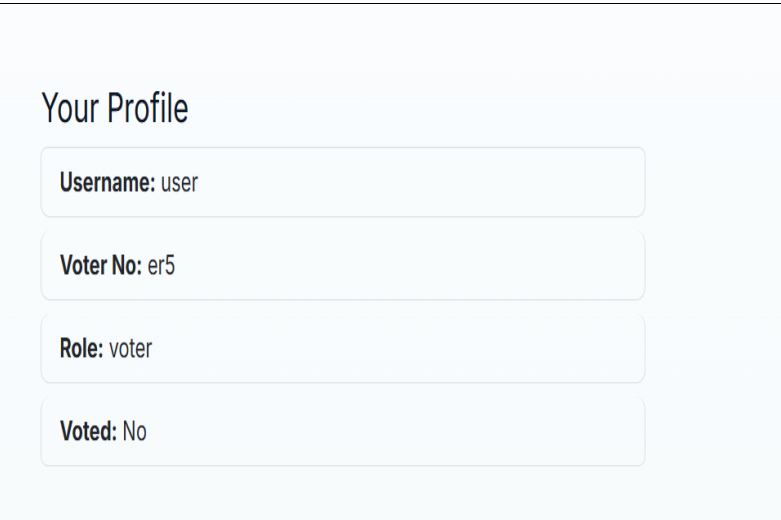 Your Profile
Username: user
Voter No: er5
Role: voter
Voted: No